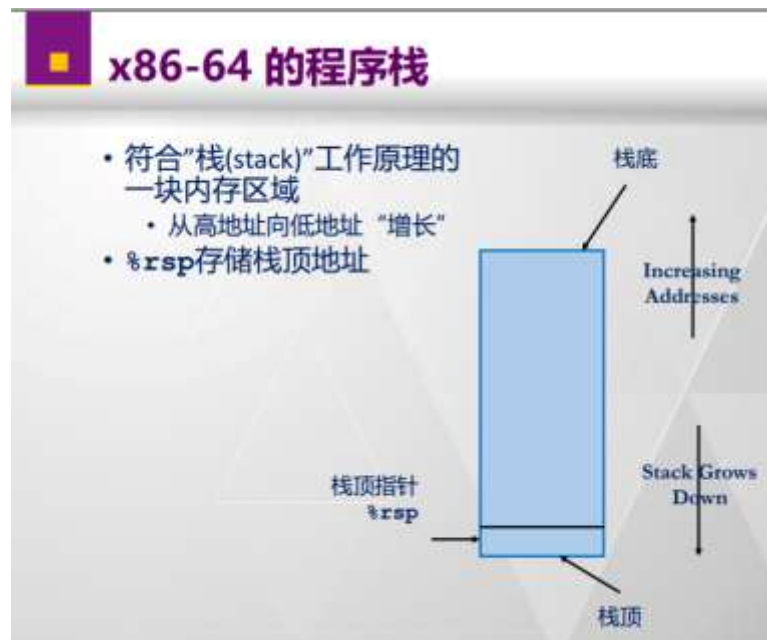 x86-64 的程序栈
• 符合”栈(stack)”工作原理的
一块内存区域
• 从高地址向低地址“增长”
• %rsp存储栈顶地址
栈底
Increasing
Addresses
栈顶指针
%rsp
Stack Grows
Down
栈顶